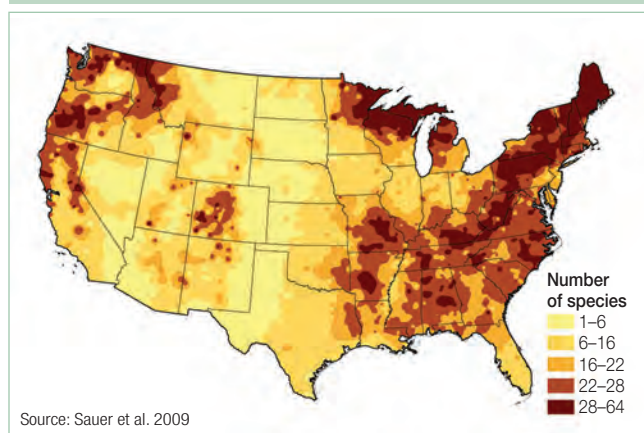 Number
of species
1–6
6–16
16–22
22–28
28–64
Source: Sauer et al. 2009